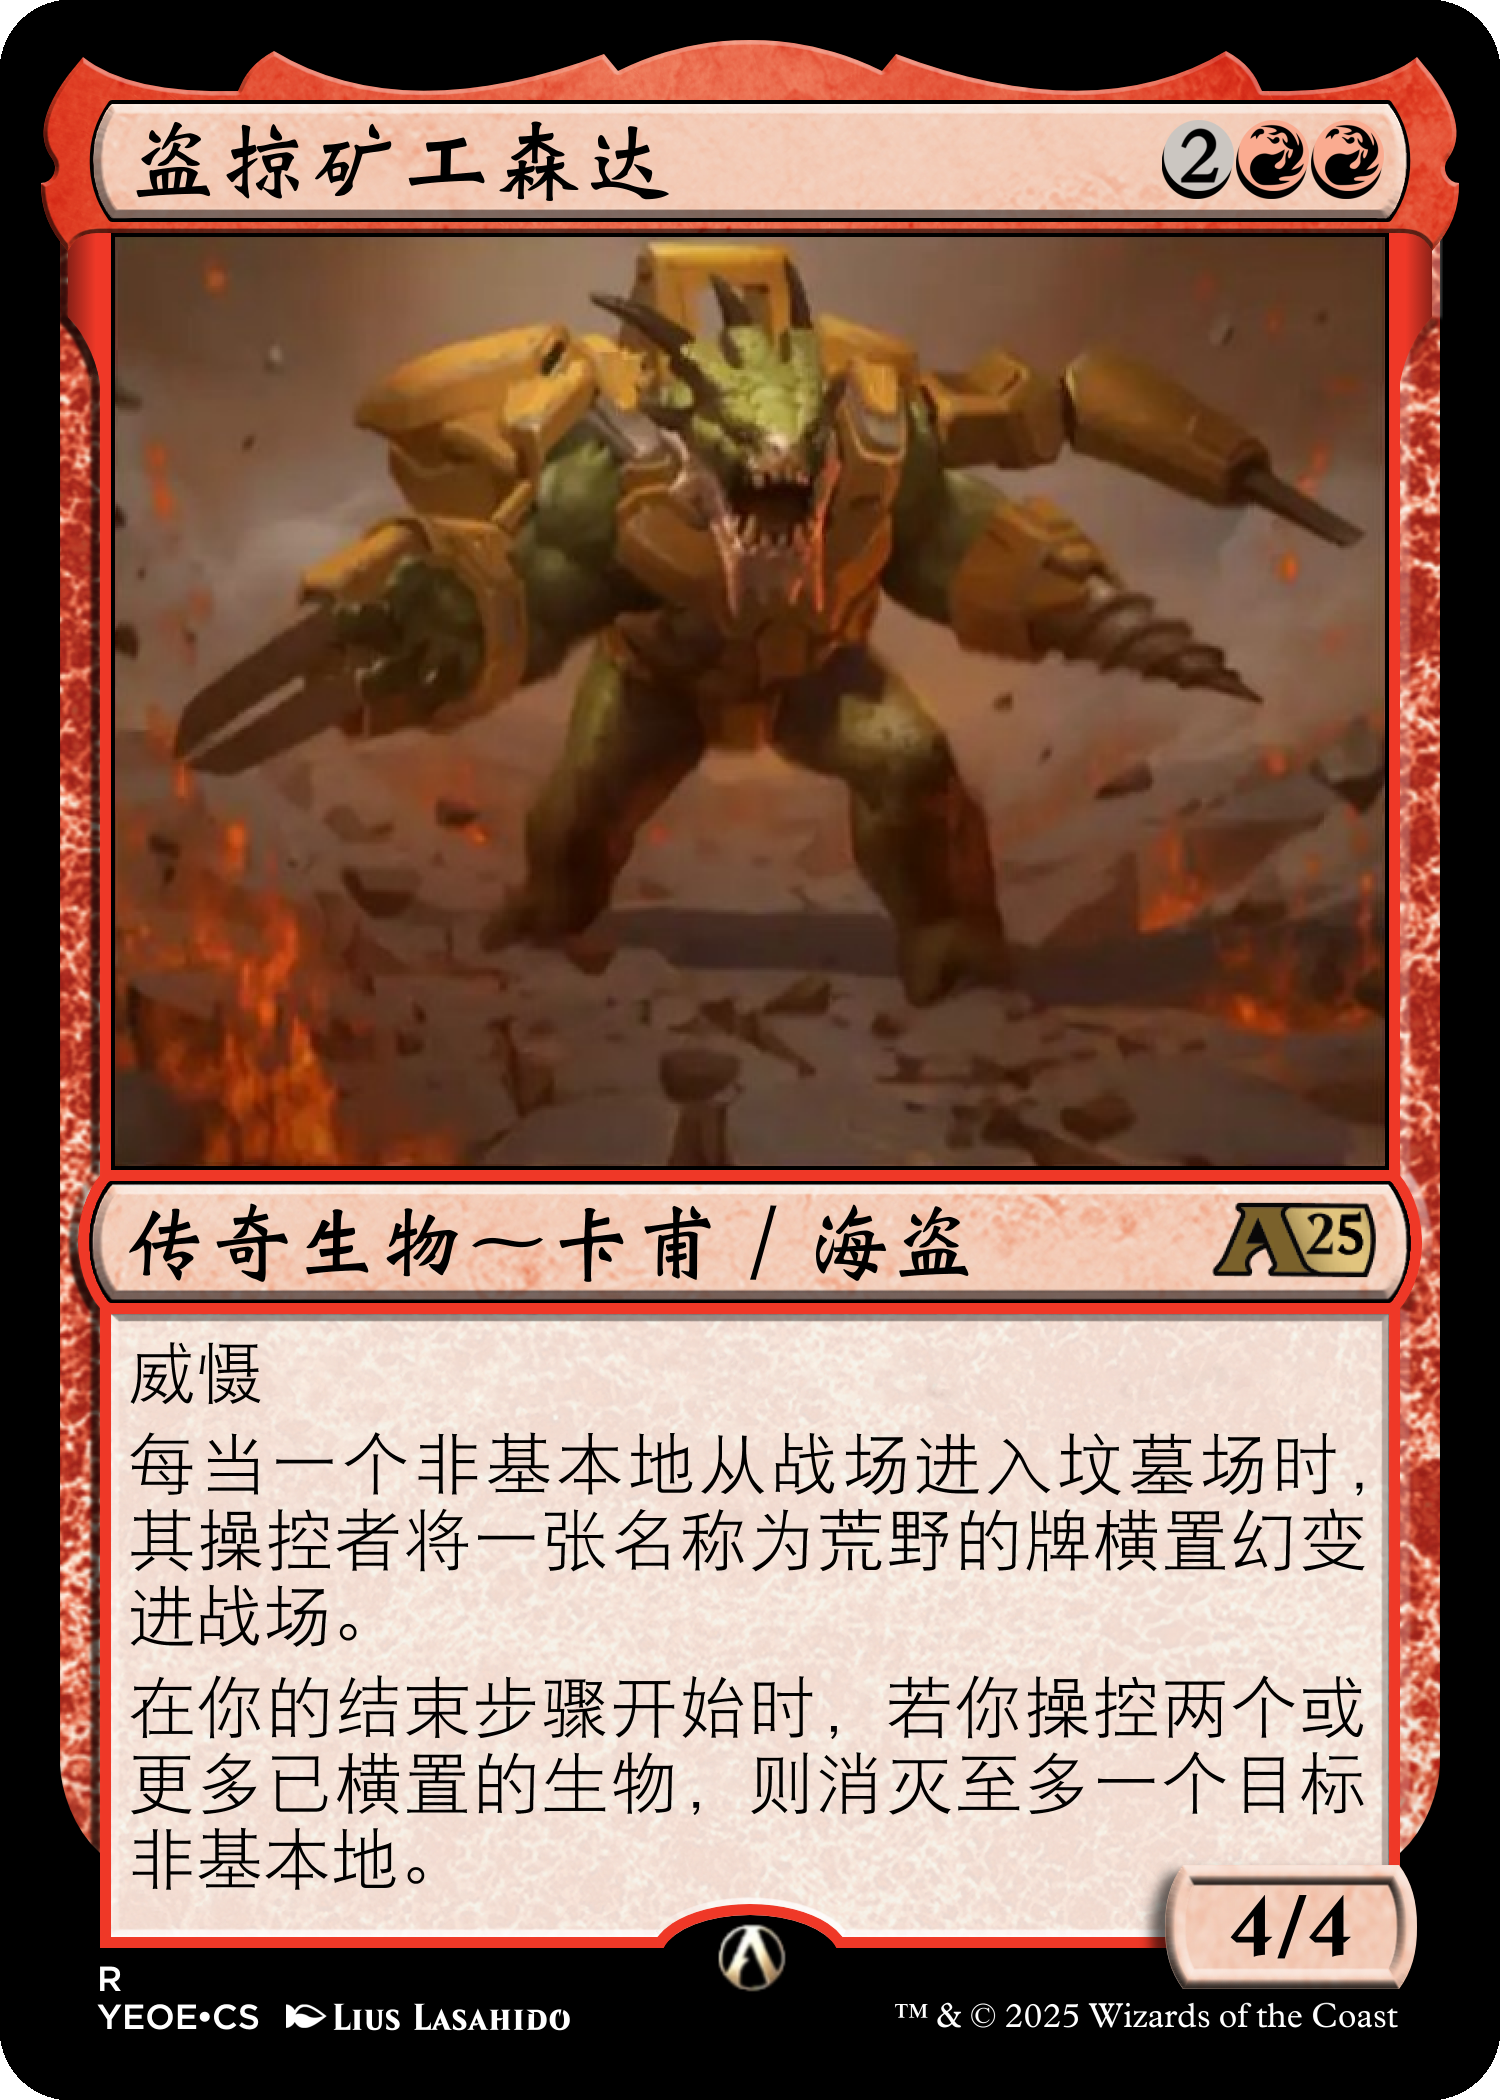 盗掠矿工森达 2
传奇生物～卡甫 / 海盗 A25
威慑
每当一个非基本地从战场进入坟墓场时,
其操控者将一张名称为荒野的牌横置幻变
进战场。
在你的结束步骤开始时，若你操控两个或
更多已横置的生物，则消灭至多一个目标
非基本地。
4/4
R
YEOE•CS LIUS LASAHIDO
™ & © 2025 Wizards of the Coast